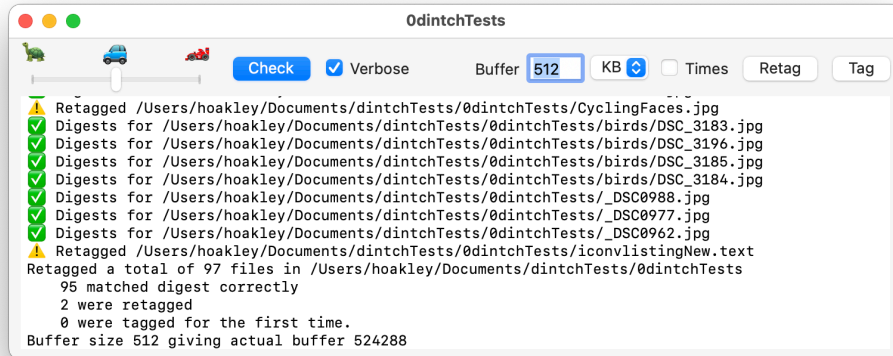 0dintchTests
Check Verbose Buffer 512 KB Times Retag Tag
Retagged /Users/hoakley/Documents/dintchTests/0dintchTests/CyclingFaces.jpg
Digests for /Users/hoakley/Documents/dintchTests/0dintchTests/birds/DSC_3183.jpg
Digests for /Users/hoakley/Documents/dintchTests/0dintchTests/birds/DSC_3196.jpg
Digests for /Users/hoakley/Documents/dintchTests/0dintchTests/birds/DSC_3185.jpg
Digests for /Users/hoakley/Documents/dintchTests/0dintchTests/birds/DSC_3184.jpg
Digests for /Users/hoakley/Documents/dintchTests/0dintchTests/_DSC0988.jpg
Digests for /Users/hoakley/Documents/dintchTests/0dintchTests/_DSC0977.jpg
Digests for /Users/hoakley/Documents/dintchTests/0dintchTests/_DSC0962.jpg
Retagged /Users/hoakley/Documents/dintchTests/0dintchTests/iconvlistingNew.text
Retagged a total of 97 files in /Users/hoakley/Documents/dintchTests/0dintchTests
95 matched digest correctly
2 were retagged
0 were tagged for the first time.
Buffer size 512 giving actual buffer 524288